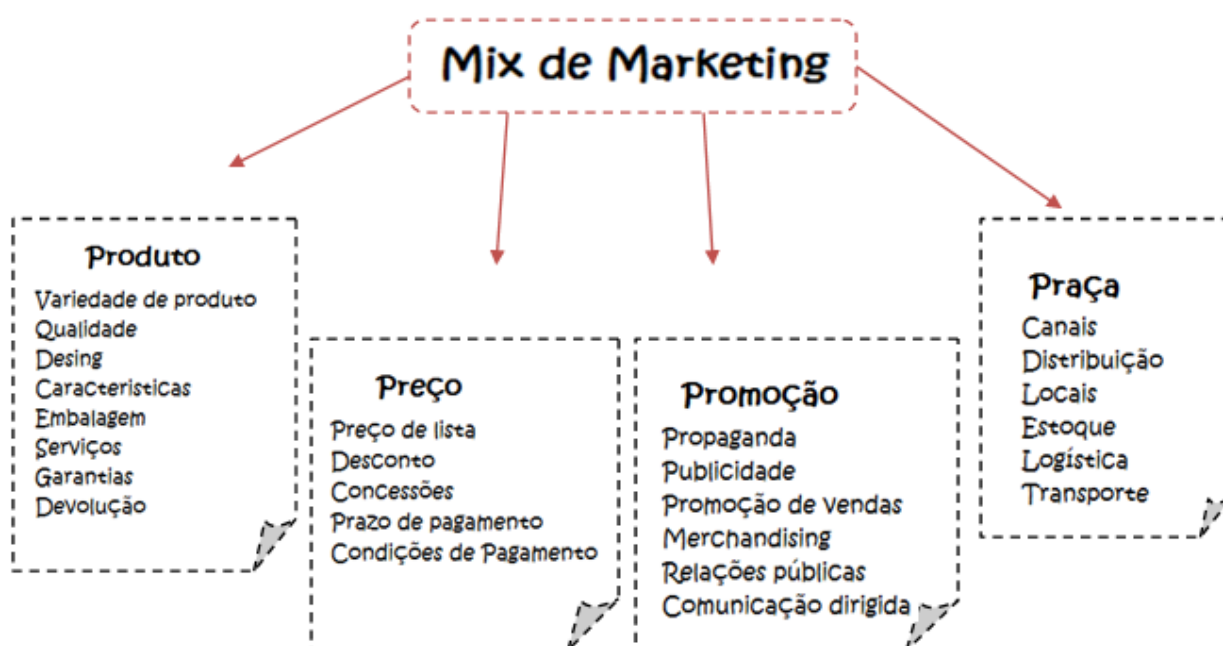 Mix de Marketing
Produto
Variedade de produto
Qualidade
Desing
Caracteristicas
Embalagem
Serviços
Garantias
Devolução
Preço
Preço de lista
Desconto
Concessões
Prazo de pagamento
Condições de Pagamento
Promoção
Propaganda
Publicidade
Promoção de vendas
Merchandising
Relações públicas
Comunicação dirigida
Praça
Canais
Distribuição
Locais
Estoque
Logística
Transporte